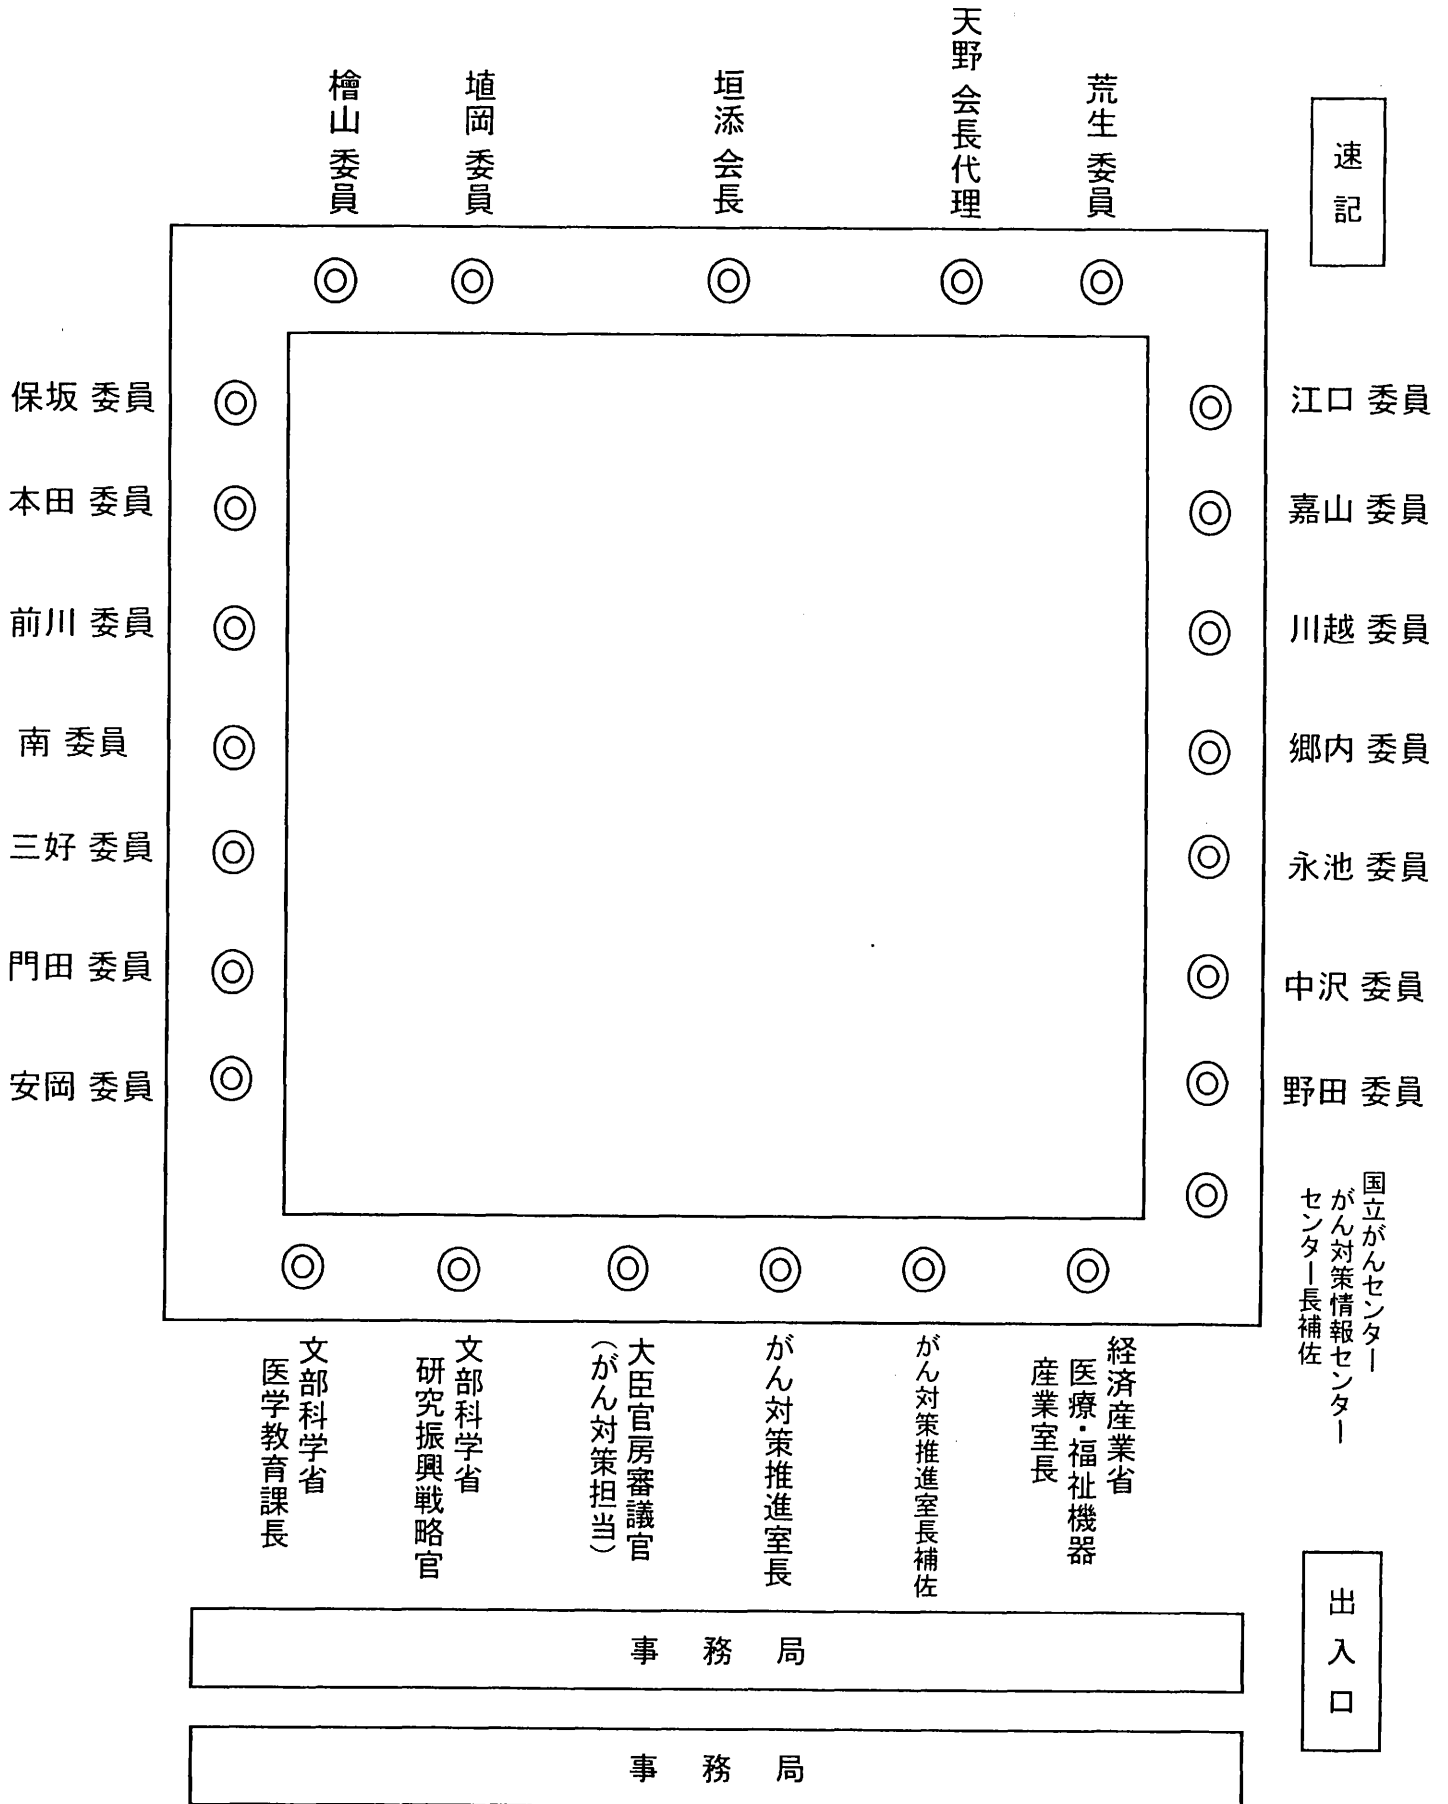 檜山 委員
埴岡 委員
垣添 会長
天野 会長代理
荒生 委員
速記
保坂 委員
本田 委員
前川 委員
南 委員
三好 委員
門田 委員
安岡 委員
江口 委員
嘉山 委員
川越 委員
郷内 委員
永池 委員
中沢 委員
野田 委員
国立がんセンター
がん対策情報センター
センター長補佐
文部科学省
医学教育課長
文部科学省
研究振興戦略官
大臣官房審議官
(がん対策担当)
がん対策推進室長
がん対策推進室長補佐
経済産業省
医療・福祉機器
産業室長
事 務 局
事 務 局
出入口